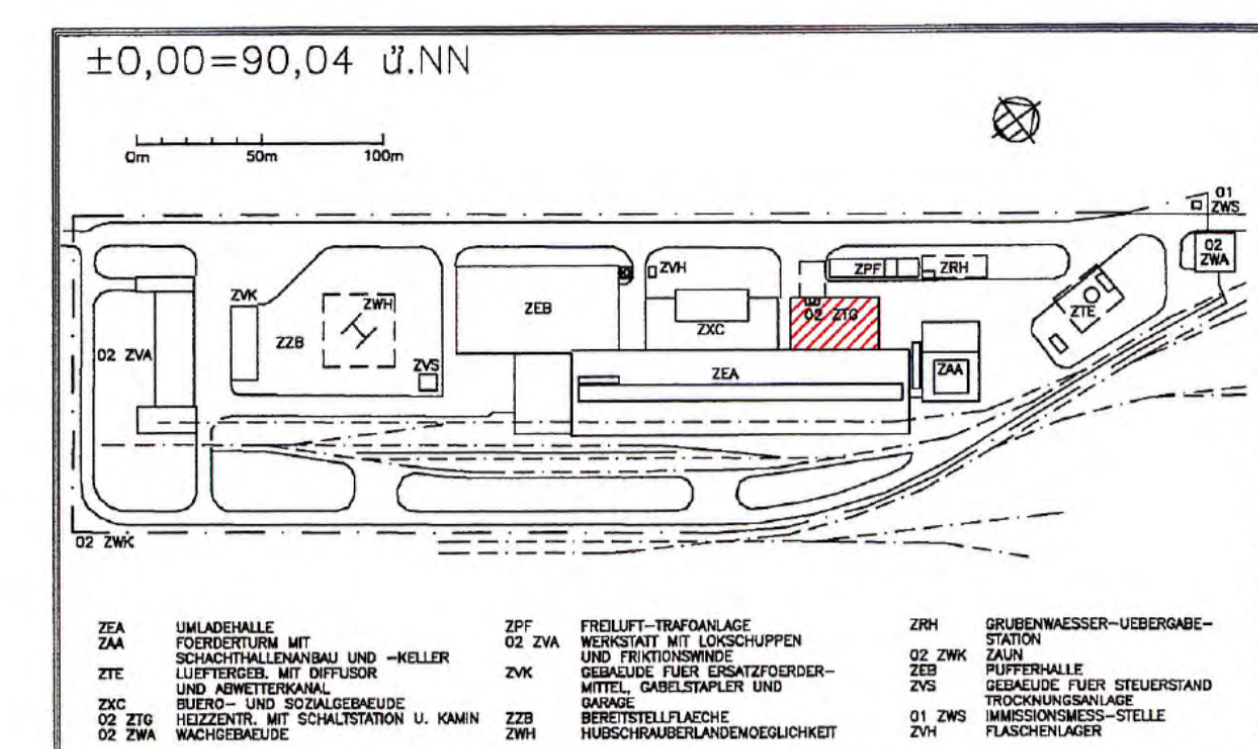 ±0,00=90,04 ü.NN
0m 50m 100m
01
ZWS
02
ZWA
ZVH
ZPF
ZRH
ZVK
ZWH
ZEB
02 ZTG
ZTE
ZZB
ZXC
02 ZVA
ZVS
ZEA
ZAA
02 ZWK
ZEA UMLADEHALLE
ZAA FOERDERTURM MIT
SCHACHTHALLENANBAU UND -KELLER
ZTE LUEFTERGEB. MIT DIFFUSOR
UND ABWETTERKANAL
ZXC BUERO- UND SOZIALGEBAEUDE
02 ZTG HEIZZENTR. MIT SCHALTSTATION U. KAMIN
02 ZWA WACHGEBAEUDE
ZPF FREILUFT-TRAFOANLAGE
02 ZVA WERKSTATT MIT LOKSCHUPPEN
UND FRIKTIONSWINDE
ZVK GEBAEUDE FUER ERSATZFOERDER-
MITTEL, GABELSTAPLER UND
GARAGE
ZZB BEREITSTELLFLAECHE
ZWH HUBSCHRAUBERLANDEMOEGLICHKEIT
ZRH GRUBENWAESSER-UEBERGABE-
STATION
02 ZWK ZAUN
ZEB PUFFERHALLE
ZVS GEBAEUDE FUER STEUERSTAND
TROCKNUNGSANLAGE
01 ZWS IMMISSIONSMESS-STELLE
ZVH FLASCHENLAGER